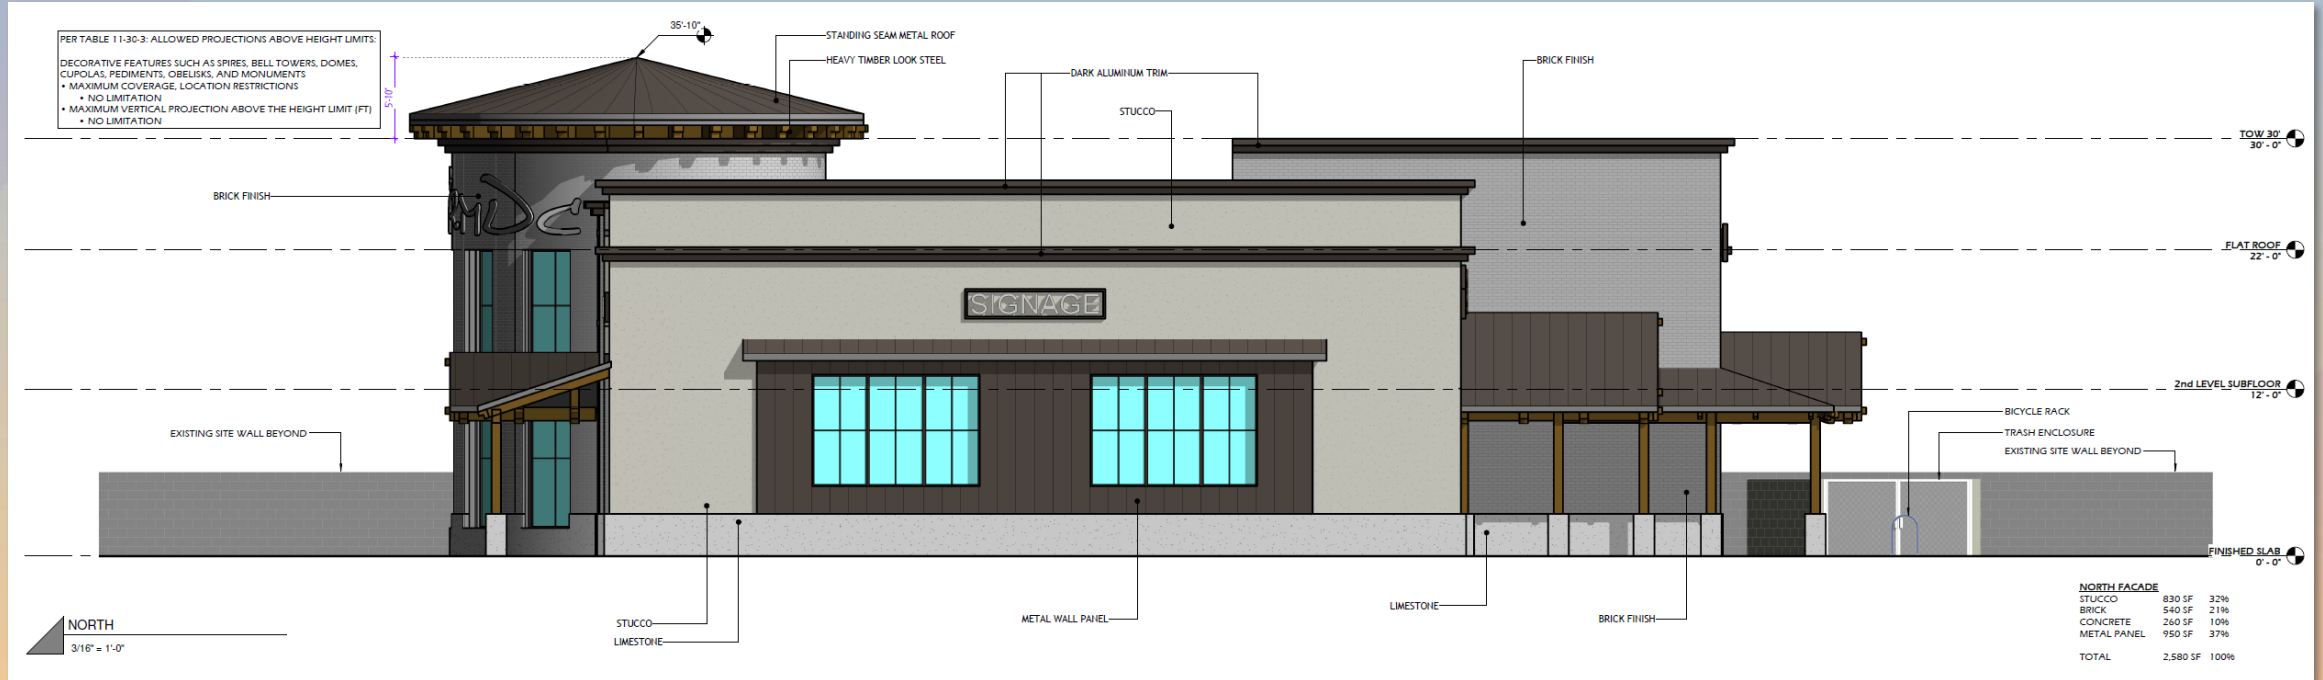 PER TABLE 11-30-3: ALLOWED PROJECTIONS ABOVE HEIGHT LIMITS:
DECORATIVE FEATURES SUCH AS SPIRES, BELL TOWERS, DOMES,
CUPOLAS, PEDIMENTS, OBELISKS, AND MONUMENTS
• MAXIMUM COVERAGE, LOCATION RESTRICTIONS
• NO LIMITATION
• MAXIMUM VERTICAL PROJECTION ABOVE THE HEIGHT LIMIT (FT)
• NO LIMITATION
5'-10"
35'-10"
STANDING SEAM METAL ROOF
HEAVY TIMBER LOOK STEEL
DARK ALUMINUM TRIM
STUCCO
BRICK FINISH
TOW 30'
30' - 0"
BRICK FINISH
FLAT ROOF
22' - 0"
SIGNAGE
2nd LEVEL SUBFLOOR
12' - 0"
EXISTING SITE WALL BEYOND
BICYCLE RACK
TRASH ENCLOSURE
EXISTING SITE WALL BEYOND
FINISHED SLAB
0' - 0"
STUCCO
LIMESTONE
METAL WALL PANEL
LIMESTONE
BRICK FINISH
NORTH
3/16" = 1'-0"
NORTH FACADE
STUCCO 830 SF 32%
BRICK 540 SF 21%
CONCRETE 260 SF 10%
METAL PANEL 950 SF 37%
TOTAL 2,580 SF 100%